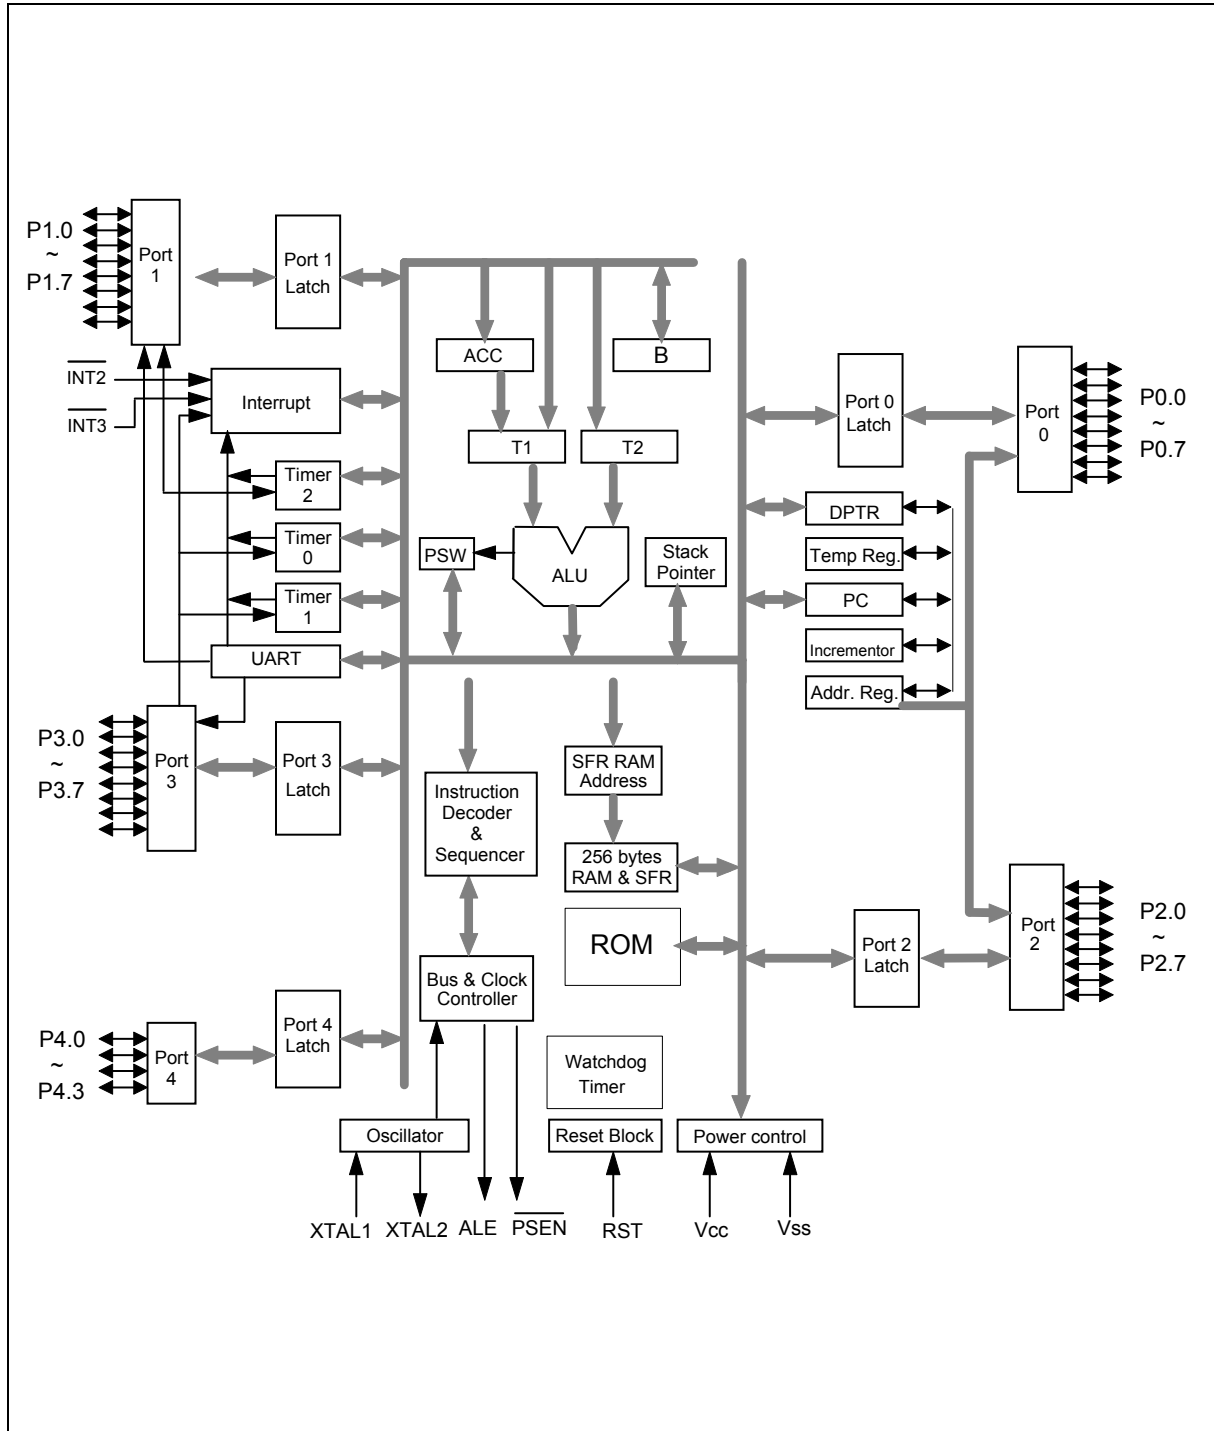 P1.0
~
P1.7
Port
1
Port 1
Latch
INT2
INT3
Interrupt
Timer
2
Timer
0
Timer
1
UART
P3.0
~
P3.7
Port
3
Port 3
Latch
P4.0
~
P4.3
Port
4
Port 4
Latch
ACC
B
T1
T2
PSW
ALU
Stack
Pointer
Instruction
Decoder
&
Sequencer
SFR RAM
Address
256 bytes
RAM & SFR
ROM
Bus & Clock
Controller
Watchdog
Timer
Oscillator
Reset Block
Power control
XTAL1
XTAL2
ALE
PSEN
RST
Vcc
Vss
Port 0
Latch
Port
0
P0.0
~
P0.7
DPTR
Temp Reg.
PC
Incrementor
Addr. Reg.
Port 2
Latch
Port
2
P2.0
~
P2.7